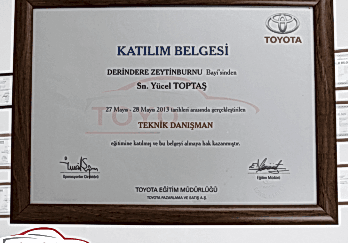 TOYOTA
KATILIM BELGESİ
DERİNDERE ZEYTİNBURNU Bayi'sinden
Sn. Yücel TOPTAŞ
27 Mayıs - 28 Mayıs 2013 tarihleri arasında gerçekleştirilen
TEKNİK DANIŞMAN
eğitimine katılmış ve bu belgeyi almaya hak kazanmıştır.
Operasyonlar Direktörü
Eğitim Müdürü
TOYOTA EĞİTİM MÜDÜRLÜĞÜ
TOYOTA PAZARLAMA VE SATIŞ A.Ş.